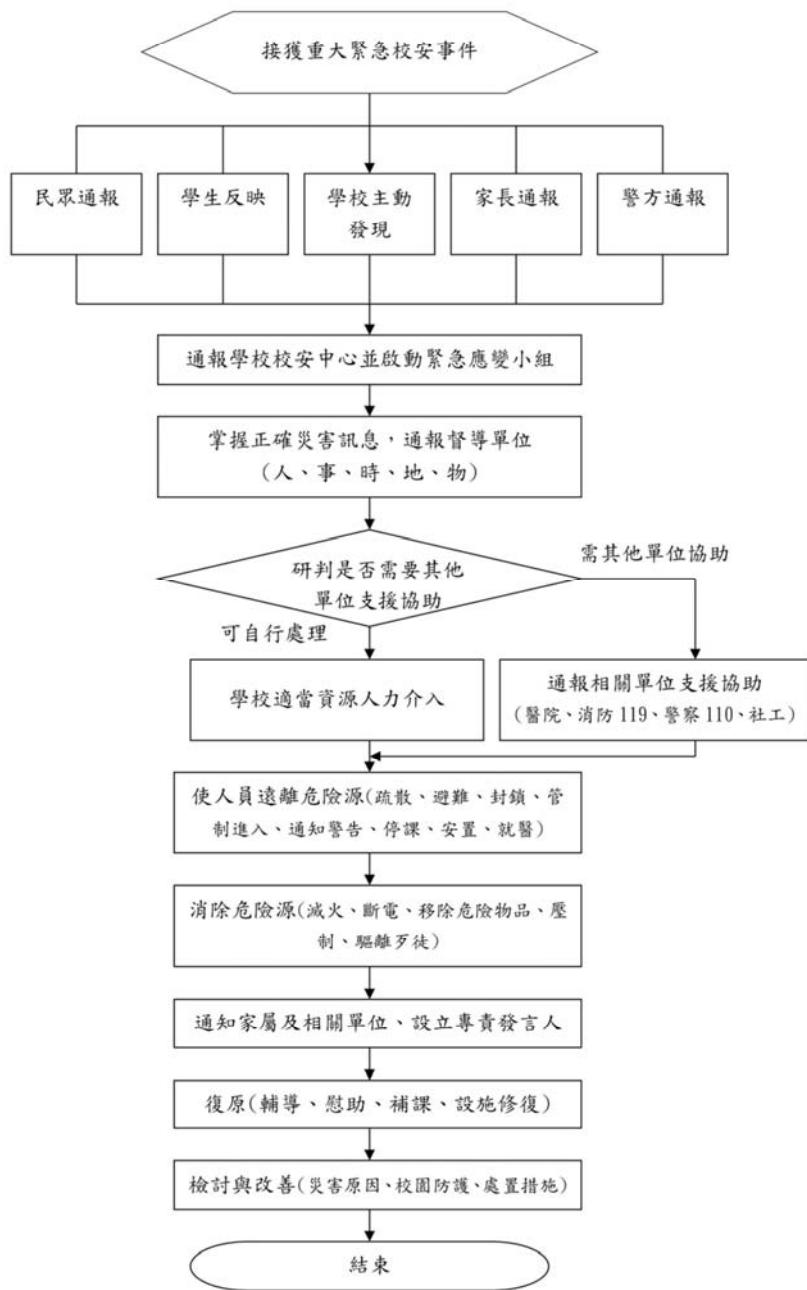 接獲重大緊急校安事件
民眾通報
學生反映
學校主動
發現
家長通報
警方通報
通報學校校安中心並啟動緊急應變小組
掌握正確災害訊息，通報督導單位
(人、事、時、地、物)
研判是否需要其他
單位支援協助
需其他單位協助
可自行處理
學校適當資源人力介入
通報相關單位支援協助
(醫院、消防 119、警察 110、社工)
使人員遠離危險源(疏散、避難、封鎖、管
制進入、通知警告、停課、安置、就醫)
消除危險源(滅火、斷電、移除危險物品、壓
制、驅離歹徒)
通知家屬及相關單位、設立專責發言人
復原(輔導、慰助、補課、設施修復)
檢討與改善(災害原因、校園防護、處置措施)
結束